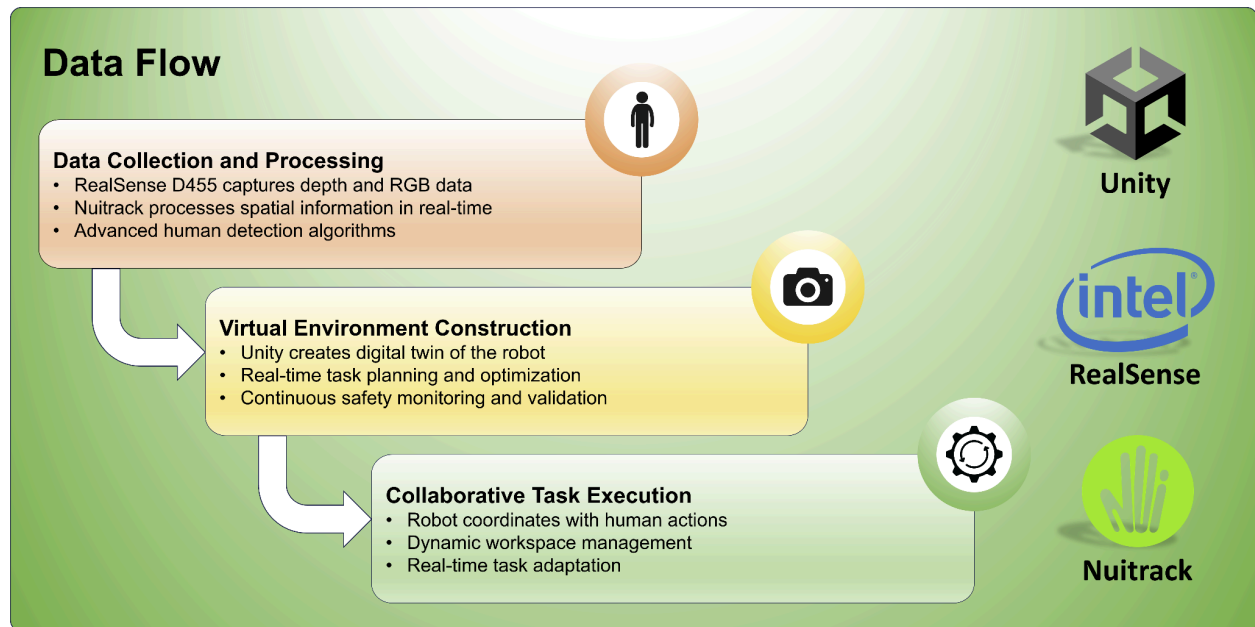 Data Flow
Data Collection and Processing
• RealSense D455 captures depth and RGB data
• Nuitrack processes spatial information in real-time
• Advanced human detection algorithms
Virtual Environment Construction
• Unity creates digital twin of the robot
• Real-time task planning and optimization
• Continuous safety monitoring and validation
Collaborative Task Execution
• Robot coordinates with human actions
• Dynamic workspace management
• Real-time task adaptation
Unity
intel®
RealSense
Nuitrack